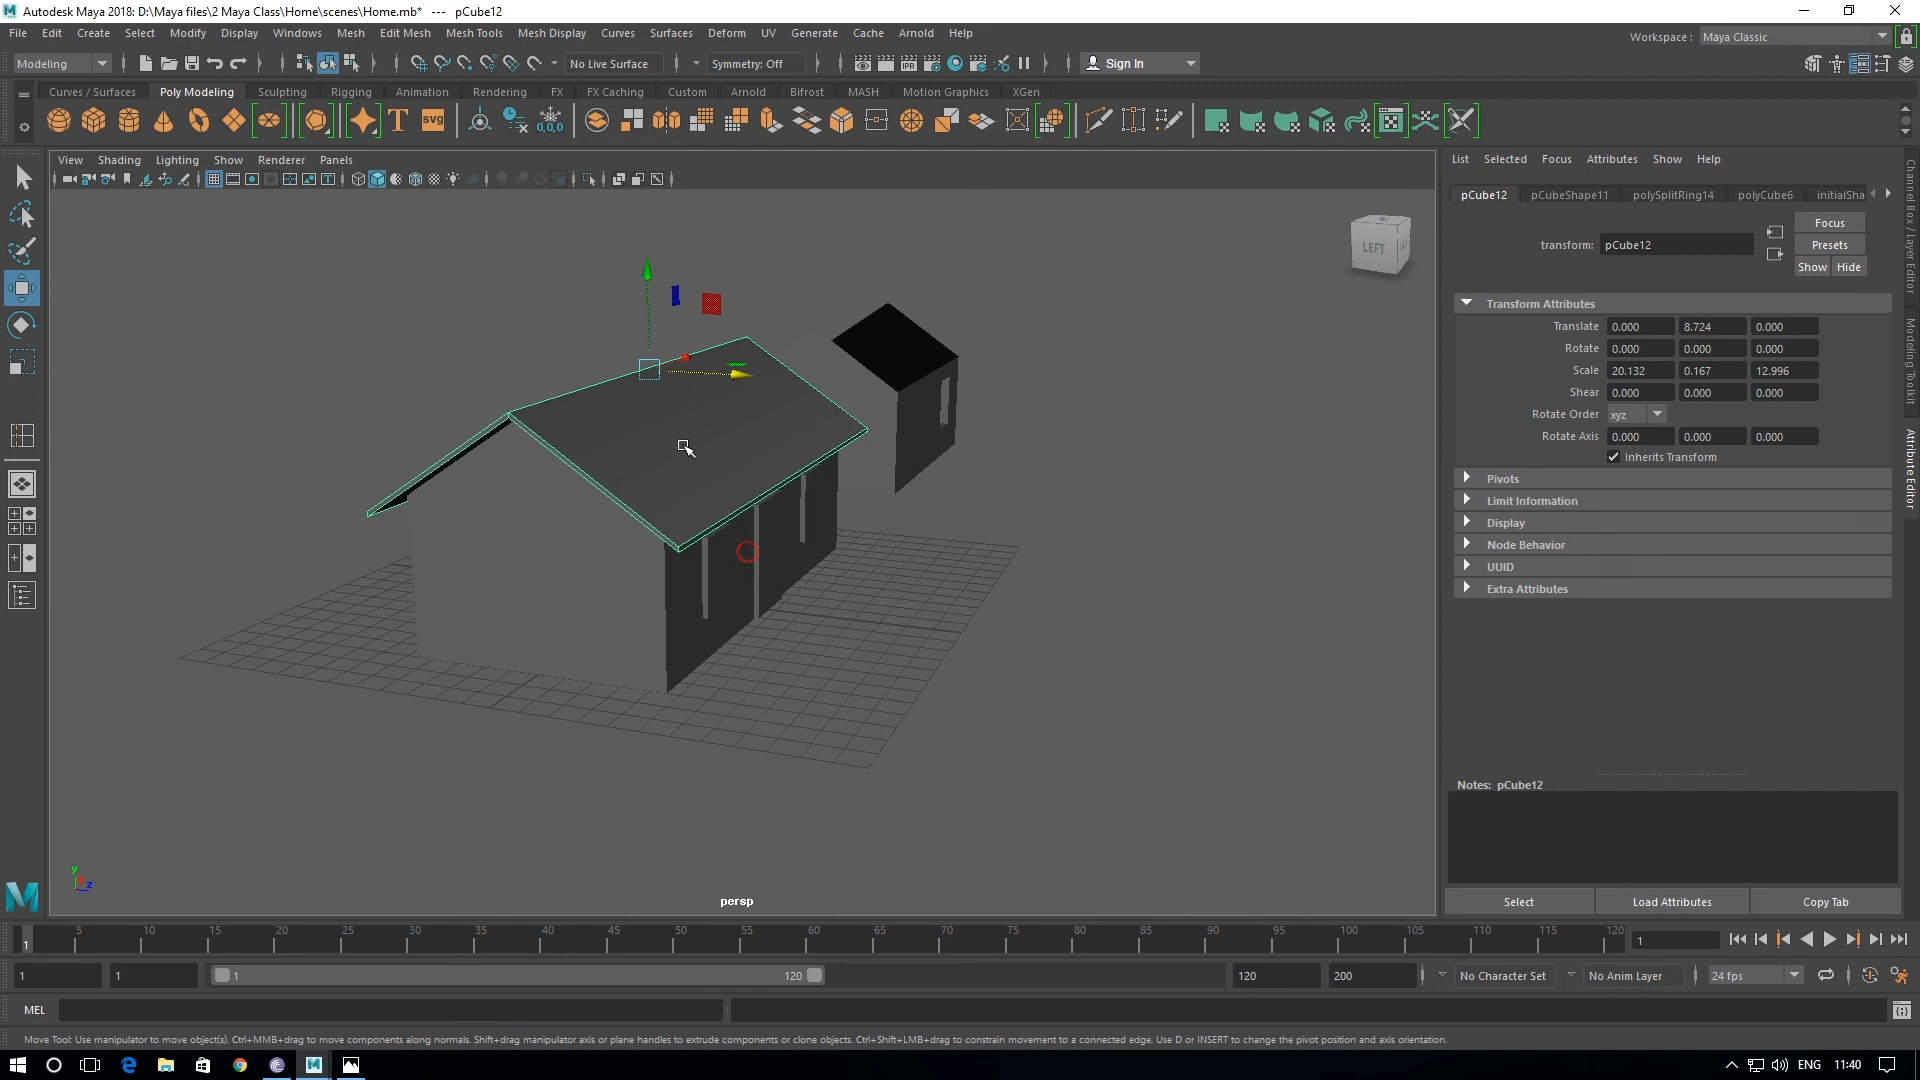 Autodesk Maya 2018: D:\Maya files\2 Maya Class\Home\scenes\Home.mb* --- pCube12
File Edit Create Select Modify Display Windows Mesh Edit Mesh Mesh Tools Mesh Display Curves Surfaces Deform UV Generate Cache Arnold Help
Workspace : Maya Classic
Modeling No Live Surface Symmetry: Off Sign In
Curves / Surfaces Poly Modeling Sculpting Rigging Animation Rendering FX FX Caching Custom Arnold Bifrost MASH Motion Graphics XGen
View Shading Lighting Show Renderer Panels
List Selected Focus Attributes Show Help
pCube12 pCubeShape11 polySplitRing14 polyCube6 initialSha
Focus
transform: pCube12
Presets
Show Hide
LEFT
Transform Attributes
Translate 0.000 8.724 0.000
Rotate 0.000 0.000 0.000
Scale 20.132 0.167 12.996
Shear 0.000 0.000 0.000
Rotate Order xyz
Rotate Axis 0.000 0.000 0.000
Inherits Transform
Pivots
Limit Information
Display
Node Behavior
UUID
Extra Attributes
Channel Box / Layer Editor
Modeling Toolkit
Attribute Editor
Notes: pCube12
y
z
persp
Select Load Attributes Copy Tab
1 5 10 15 20 25 30 35 40 45 50 55 60 65 70 75 80 85 90 95 100 105 110 115 120 1
1 1 1 120 120 200 No Character Set No Anim Layer 24 fps
MEL
Move Tool: Use manipulator to move object(s). Ctrl+MMB+drag to move components along normals. Shift+drag manipulator axis or plane handles to extrude components or clone objects. Ctrl+Shift+LMB+drag to constrain movement to a connected edge. Use D or INSERT to change the pivot position and axis orientation.
ENG 11:40